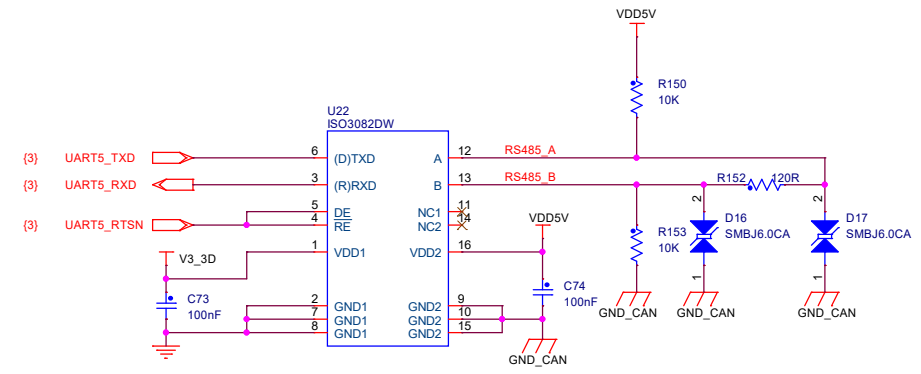 VDD5V
R150
10K
U22
ISO3082DW
{3} UART5_TXD 6 (D)TXD A 12 RS485_A
{3} UART5_RXD 3 (R)RXD B 13 RS485_B R152 120R
{3} UART5_RTSN 5 DE NC1 11
4 RE NC2 14
VDD5V
2 D16 SMBJ6.0CA 1
2 D17 SMBJ6.0CA 1
R153
10K
V3_3D 1 VDD1 VDD2 16
C73
100nF
C74
100nF
2 GND1 GND2 9
7 GND1 GND2 10
8 GND1 GND2 15
GND_CAN GND_CAN GND_CAN
GND_CAN